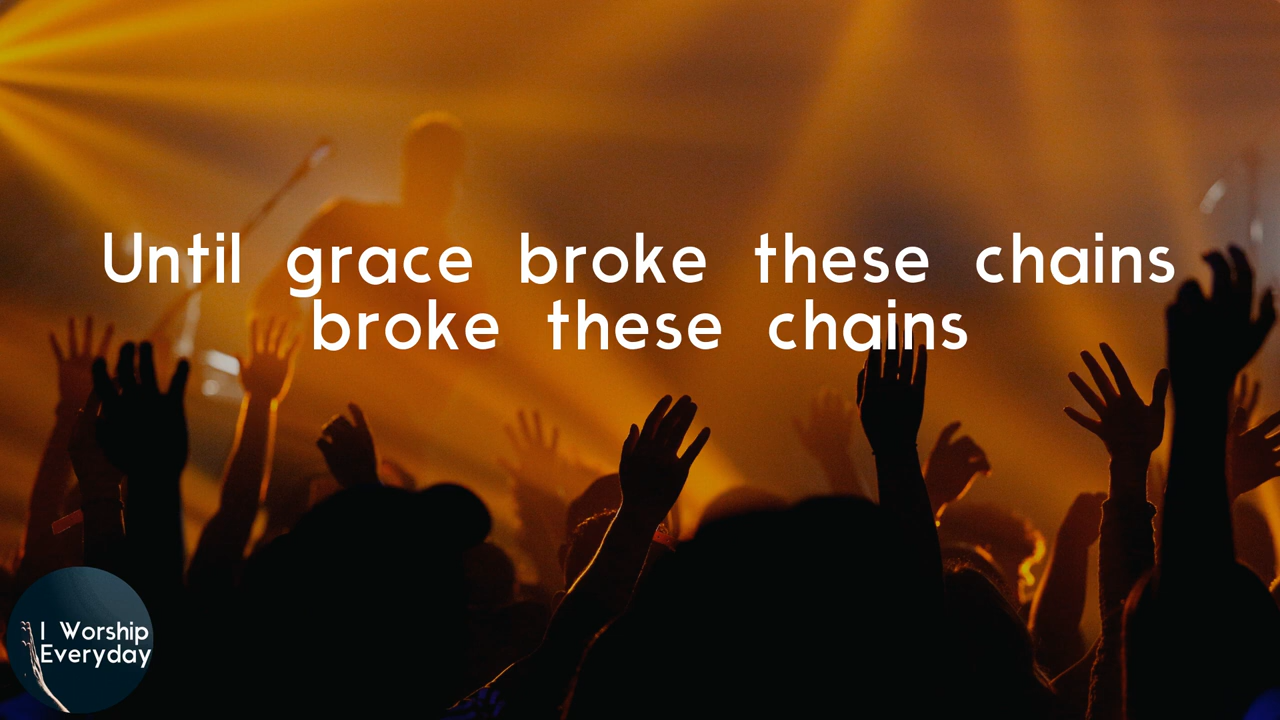 Until grace broke these chains
broke these chains
I Worship
Everyday